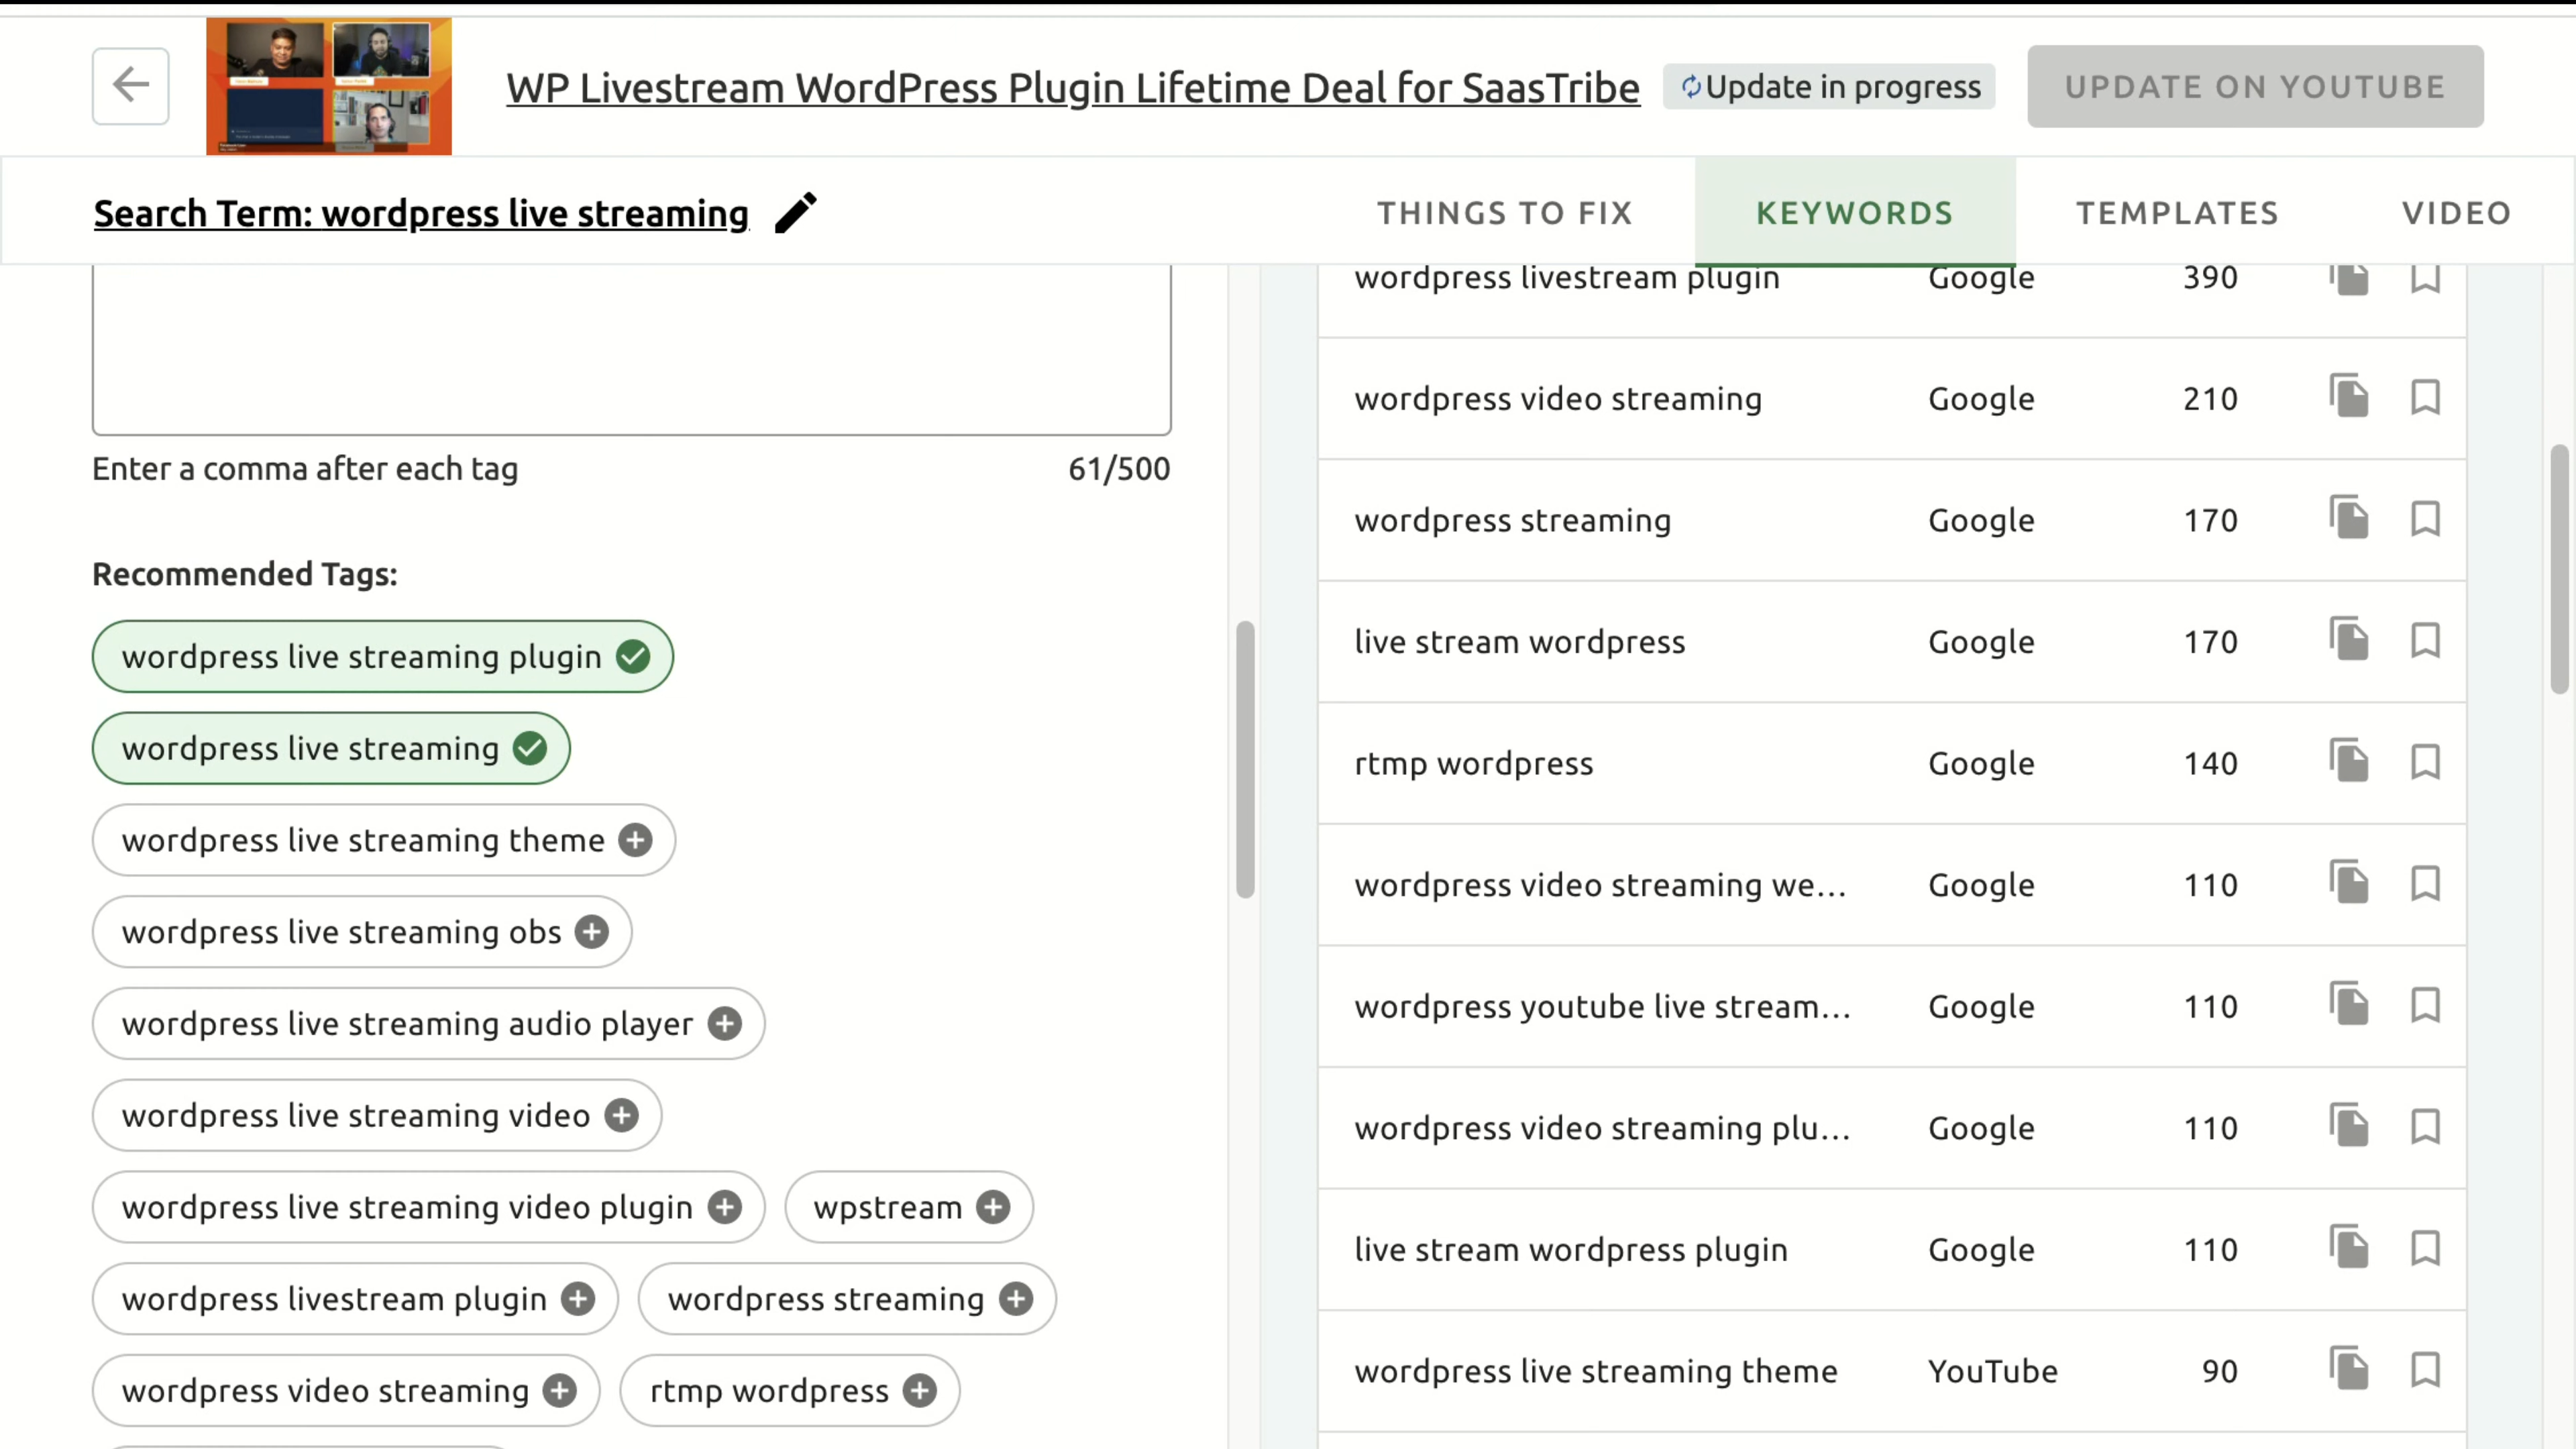 WP Livestream WordPress Plugin Lifetime Deal for SaasTribe
Update in progress
UPDATE ON YOUTUBE
Search Term: wordpress live streaming
THINGS TO FIX
KEYWORDS
TEMPLATES
VIDEO
Enter a comma after each tag
61/500
Recommended Tags:
wordpress live streaming plugin
wordpress live streaming
wordpress live streaming theme
wordpress live streaming obs
wordpress live streaming audio player
wordpress live streaming video
wordpress live streaming video plugin
wpstream
wordpress livestream plugin
wordpress streaming
wordpress video streaming
rtmp wordpress
wordpress livestream plugin Google 390
wordpress video streaming Google 210
wordpress streaming Google 170
live stream wordpress Google 170
rtmp wordpress Google 140
wordpress video streaming we... Google 110
wordpress youtube live stream... Google 110
wordpress video streaming plu... Google 110
live stream wordpress plugin Google 110
wordpress live streaming theme YouTube 90